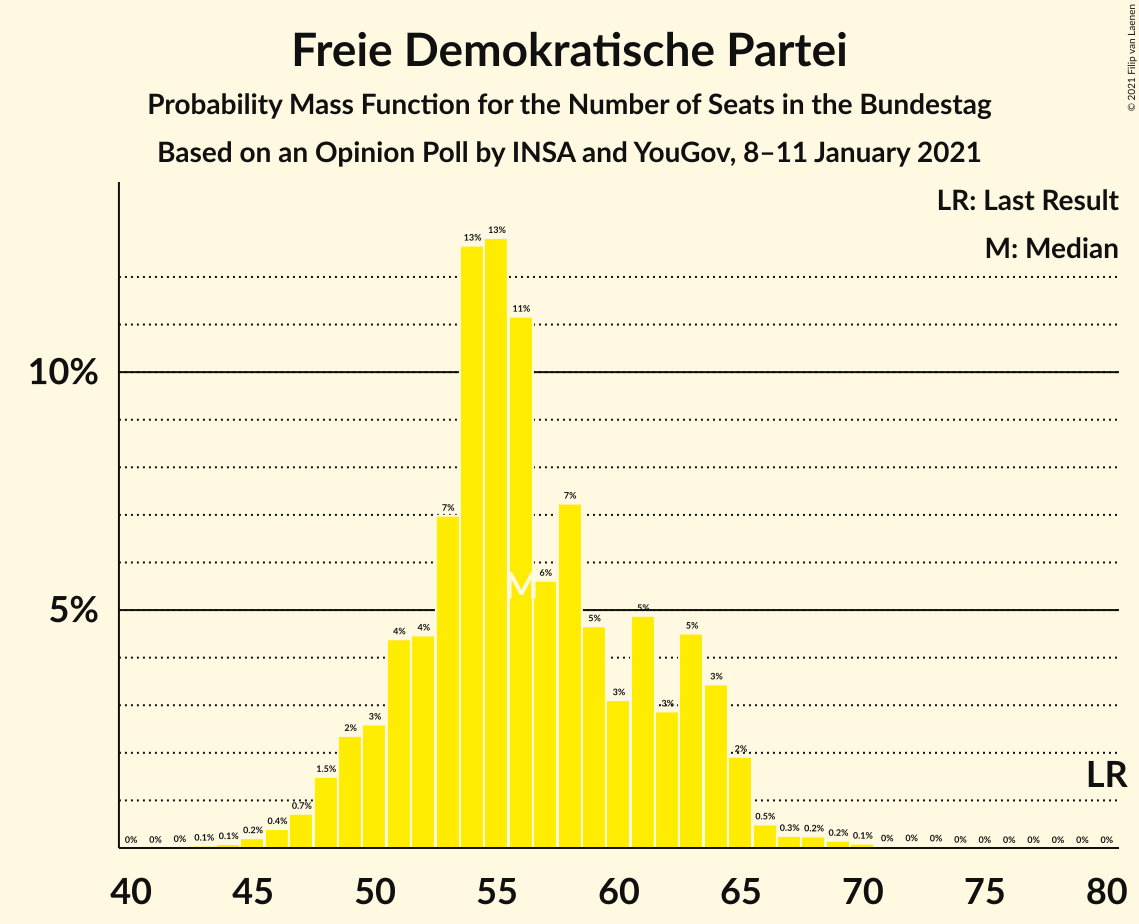 Freie Demokratische Partei
Probability Mass Function for the Number of Seats in the Bundestag
Based on an Opinion Poll by INSA and YouGov, 8–11 January 2021
© 2021 Filip van Laenen
LR: Last Result
M: Median
10%
5%
0% 0% 0% 0.1% 0.1% 0.2% 0.4% 0.7% 1.5% 2% 3% 4% 4% 7% 13% 13% 11% 6% 7% 5% 3% 5% 3% 5% 3% 2% 0.5% 0.3% 0.2% 0.2% 0.1% 0% 0% 0% 0% 0% 0% 0% 0% 0% 0%
M
LR
40 45 50 55 60 65 70 75 80